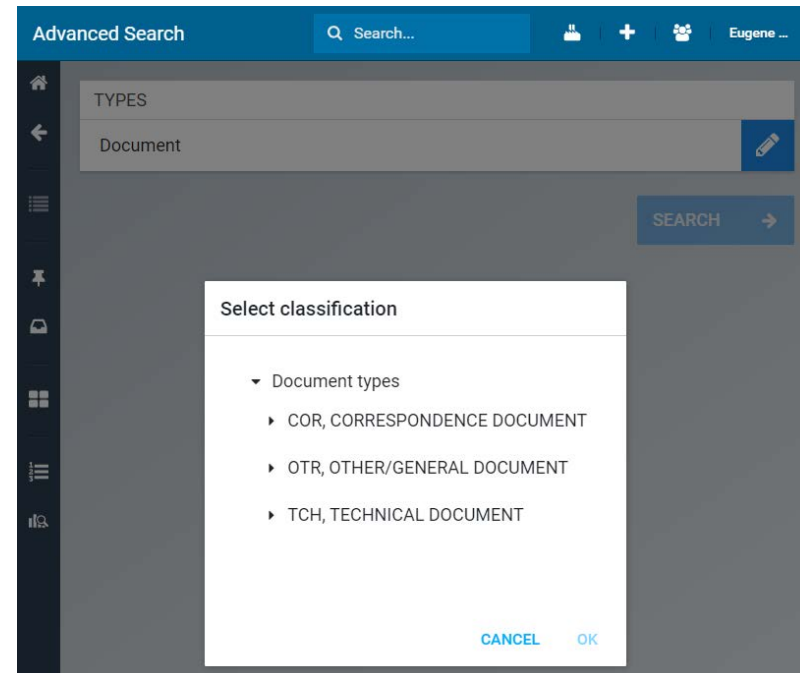 Advanced Search
Search...
Eugene ...
TYPES
Document
SEARCH
Select classification
Document types
COR, CORRESPONDENCE DOCUMENT
OTR, OTHER/GENERAL DOCUMENT
TCH, TECHNICAL DOCUMENT
CANCEL OK